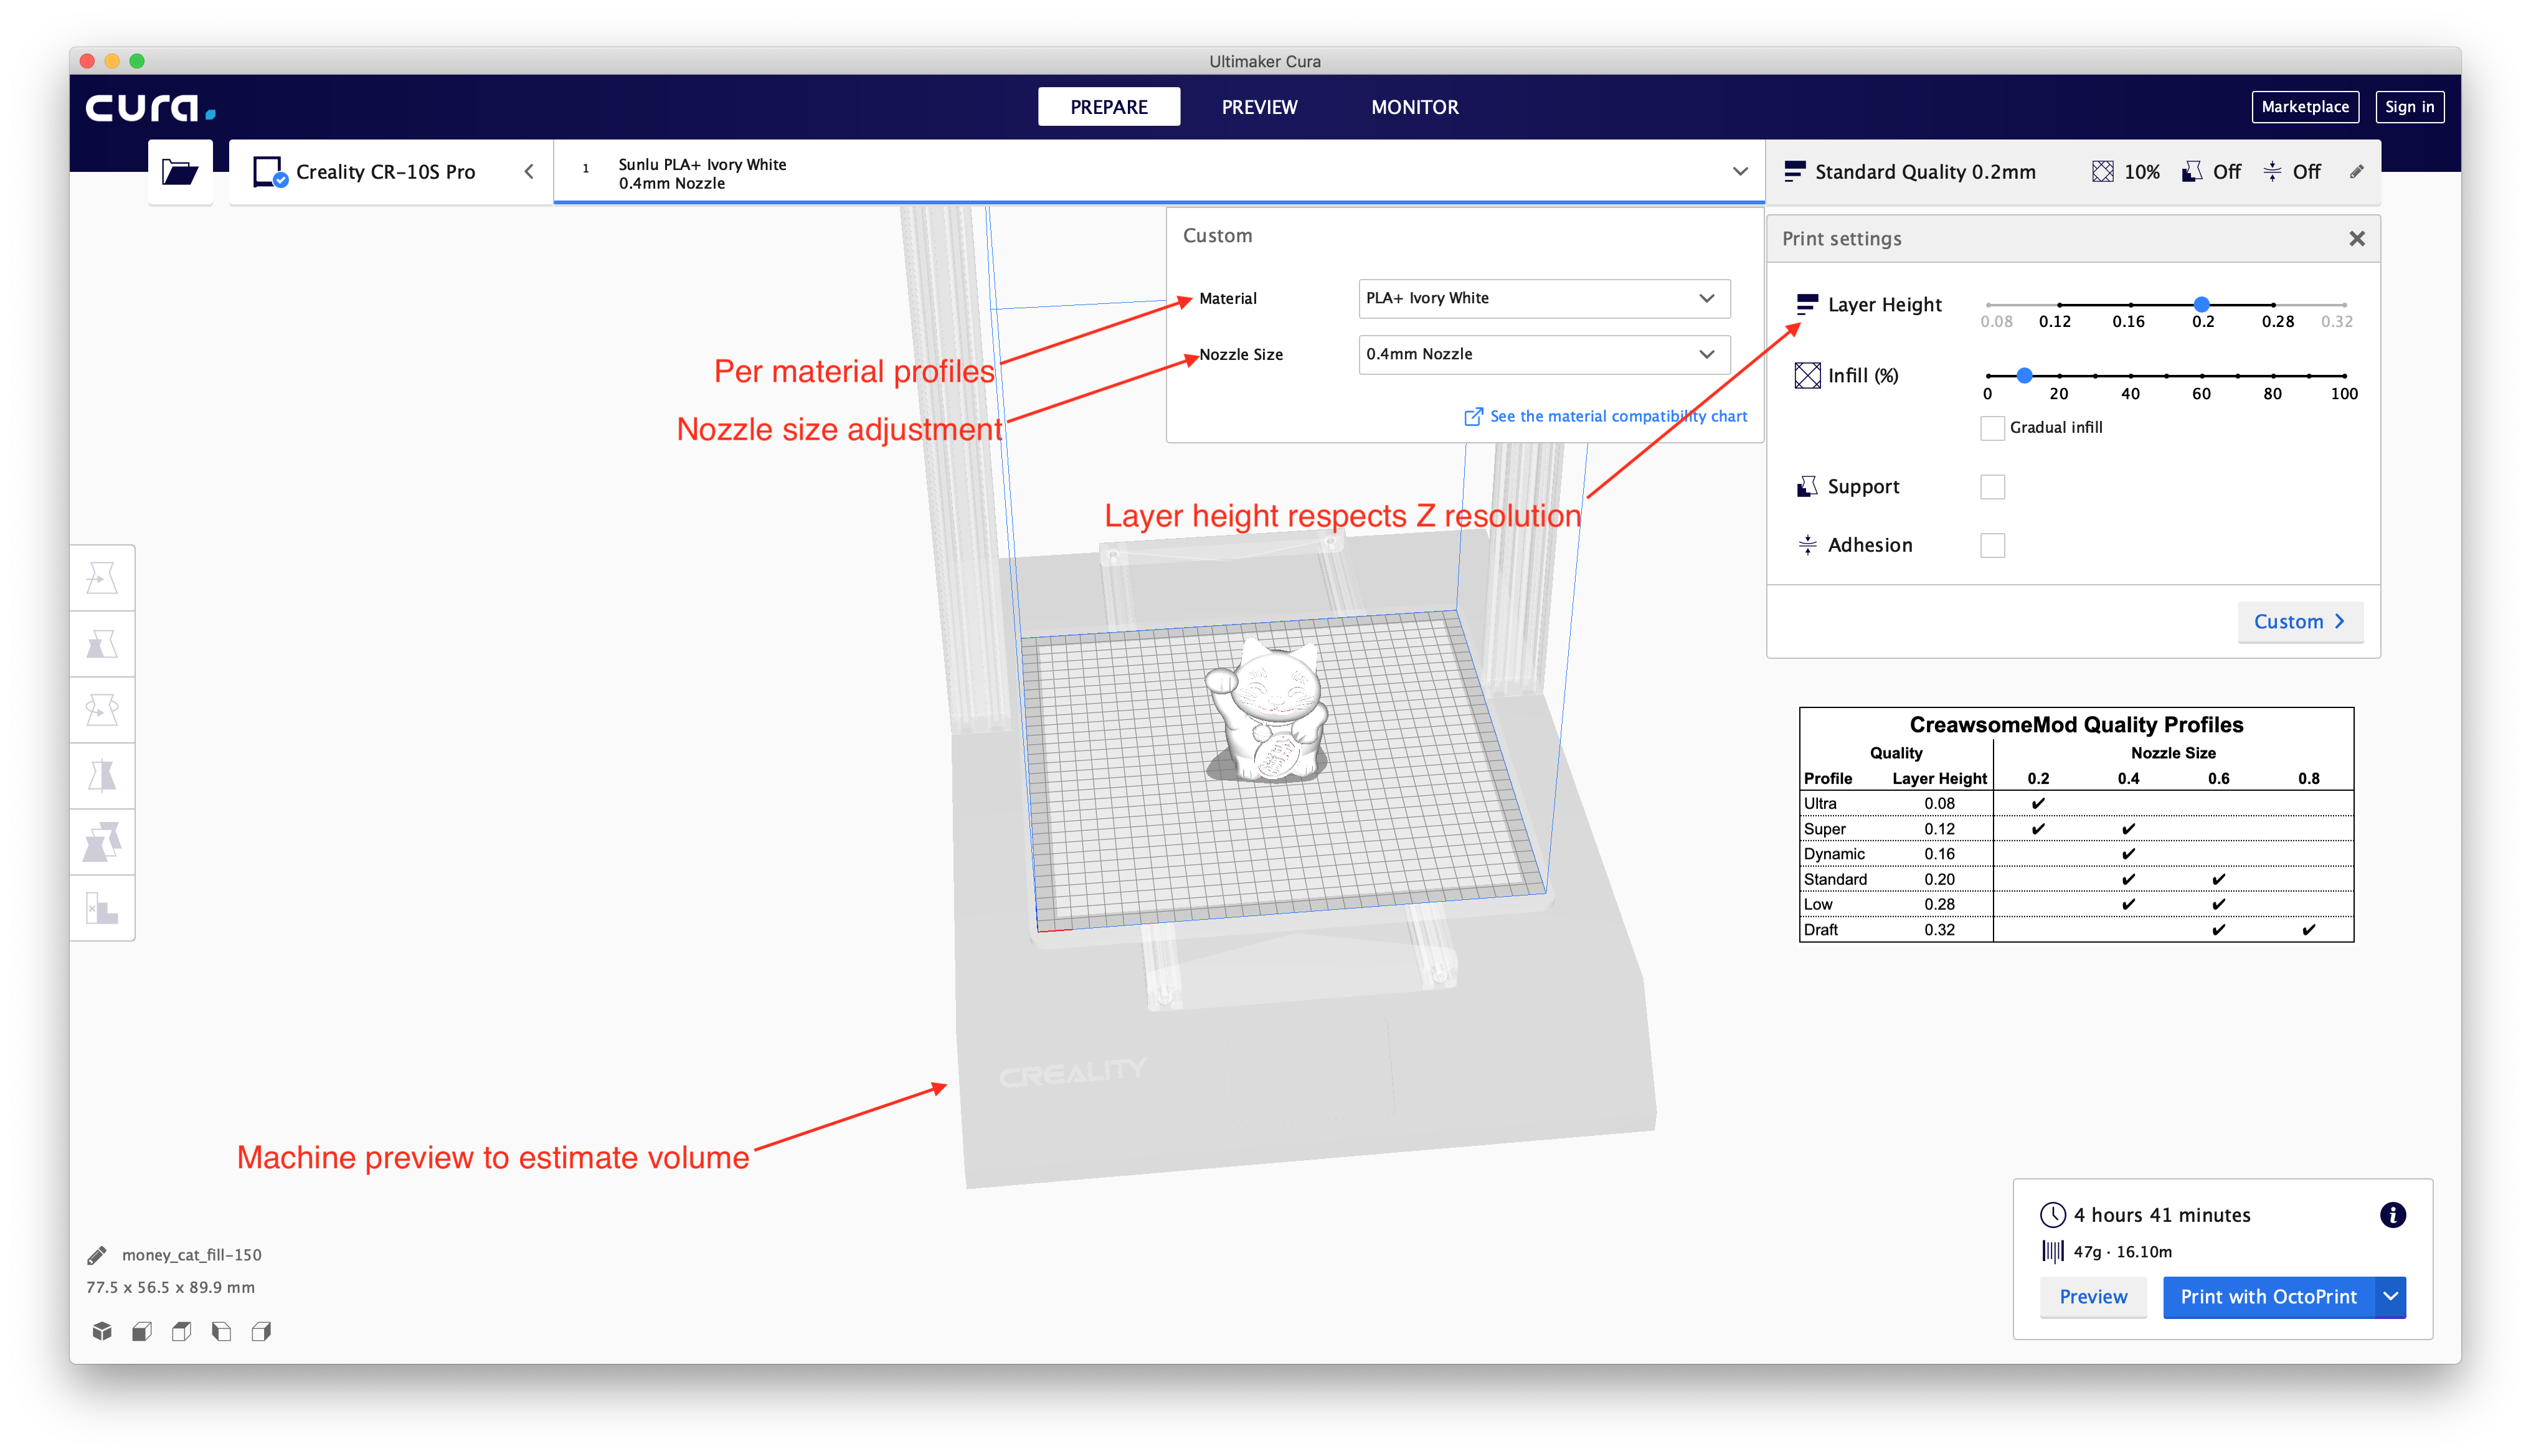 Ultimaker Cura
cura.
PREPARE
PREVIEW
MONITOR
Marketplace
Sign in
Creality CR-10S Pro
1
Sunlu PLA+ Ivory White
0.4mm Nozzle
Standard Quality 0.2mm
10%
Off
Off
Custom
Material
PLA+ Ivory White
Nozzle Size
0.4mm Nozzle
See the material compatibility chart
Per material profiles
Nozzle size adjustment
Layer height respects Z resolution
Print settings
Layer Height
0.08 0.12 0.16 0.2 0.28 0.32
Infill (%)
0 20 40 60 80 100
Gradual infill
Support
Adhesion
Custom
CreawsomeMod Quality Profiles
Quality Nozzle Size
Profile Layer Height 0.2 0.4 0.6 0.8
Ultra 0.08 ✔
Super 0.12 ✔ ✔
Dynamic 0.16 ✔
Standard 0.20 ✔ ✔
Low 0.28 ✔ ✔
Draft 0.32 ✔ ✔
CREALITY
Machine preview to estimate volume
money_cat_fill-150
77.5 x 56.5 x 89.9 mm
4 hours 41 minutes
47g · 16.10m
Preview
Print with OctoPrint